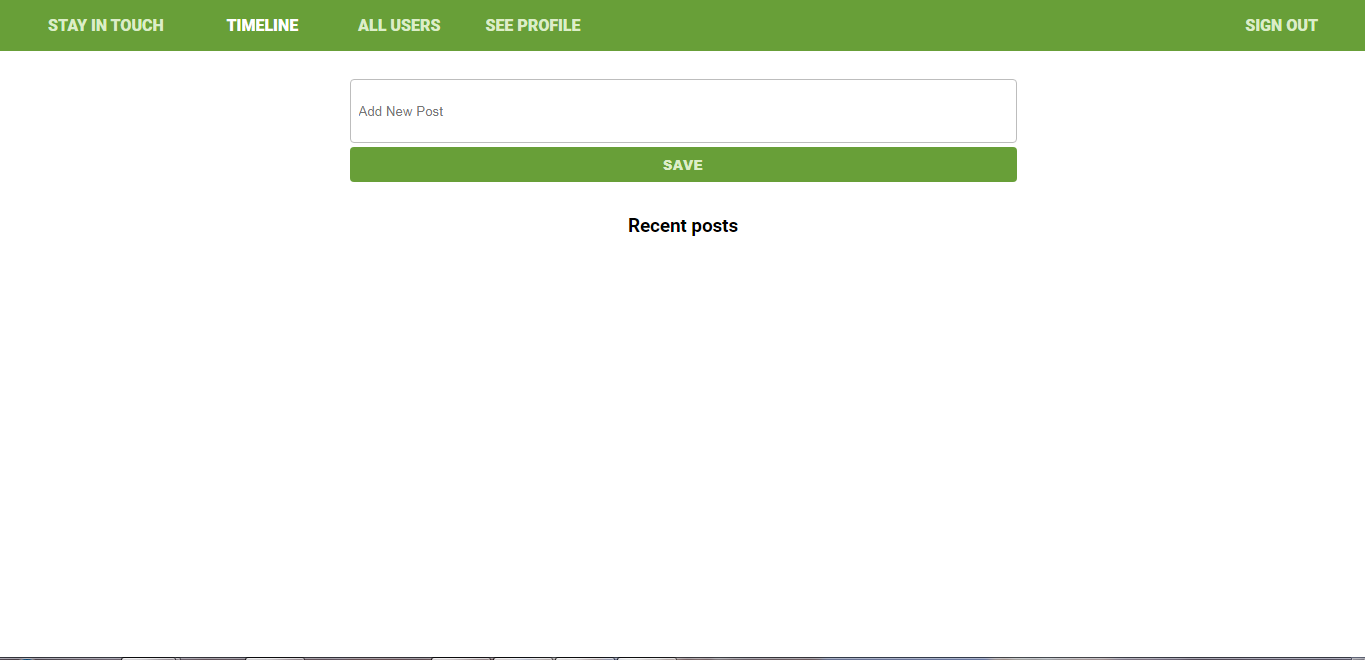 STAY IN TOUCH TIMELINE ALL USERS SEE PROFILE SIGN OUT
Add New Post
SAVE
Recent posts